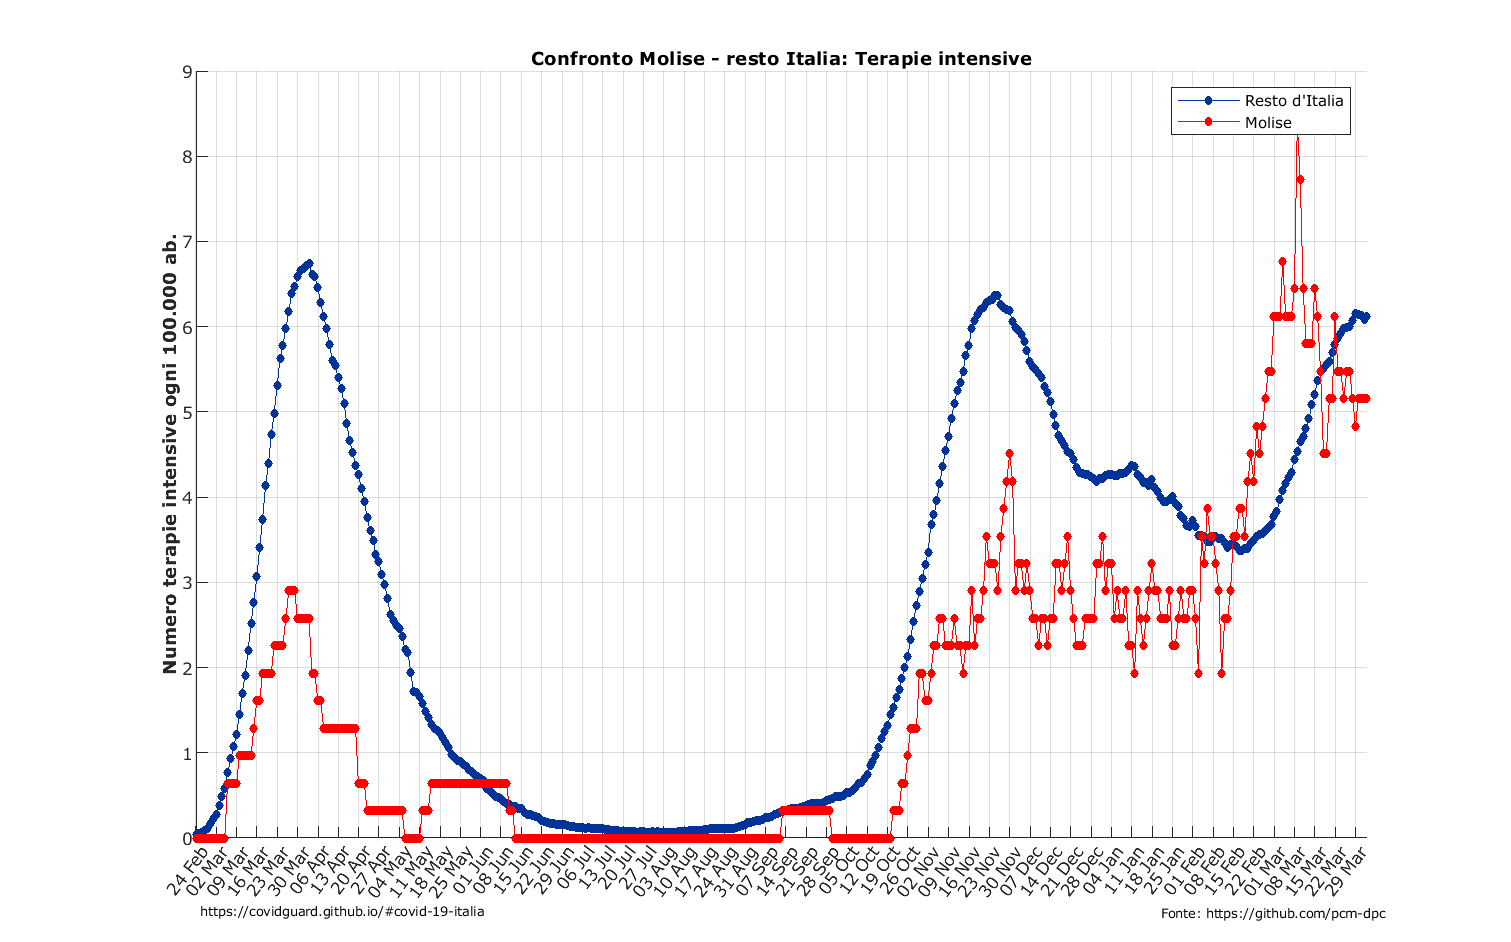 Confronto Molise - resto Italia: Terapie intensive
Numero terapie intensive ogni 100.000 ab.
9
8
7
6
5
4
3
2
1
0
Resto d'Italia
Molise
24 Feb
02 Mar
09 Mar
16 Mar
23 Mar
30 Mar
06 Apr
13 Apr
20 Apr
27 Apr
04 May
11 May
18 May
25 May
01 Jun
08 Jun
15 Jun
22 Jun
29 Jun
06 Jul
13 Jul
20 Jul
27 Jul
03 Aug
10 Aug
17 Aug
24 Aug
31 Aug
07 Sep
14 Sep
21 Sep
28 Sep
05 Oct
12 Oct
19 Oct
26 Oct
02 Nov
09 Nov
16 Nov
23 Nov
30 Nov
07 Dec
14 Dec
21 Dec
28 Dec
04 Jan
11 Jan
18 Jan
25 Jan
01 Feb
08 Feb
15 Feb
22 Feb
01 Mar
08 Mar
15 Mar
22 Mar
29 Mar
https://covidguard.github.io/#covid-19-italia
Fonte: https://github.com/pcm-dpc